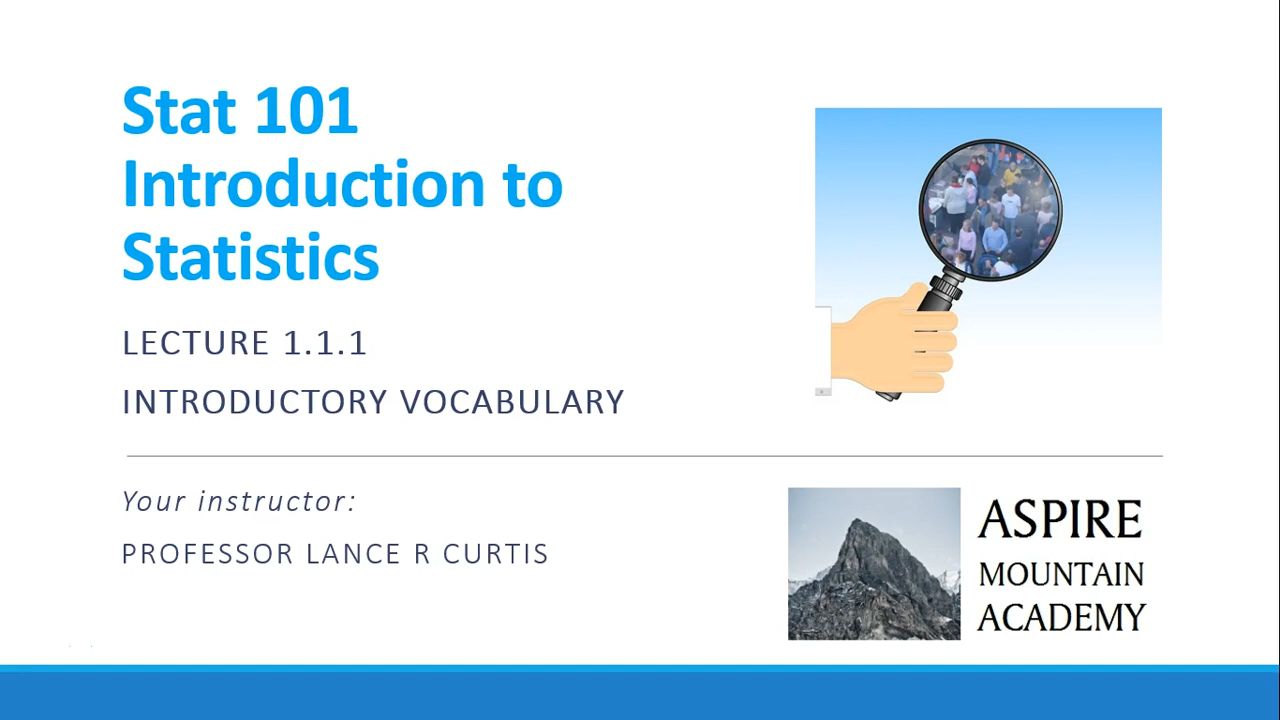 Stat 101
Introduction to
Statistics
LECTURE 1.1.1
INTRODUCTORY VOCABULARY
Your instructor:
PROFESSOR LANCE R CURTIS
ASPIRE
MOUNTAIN
ACADEMY